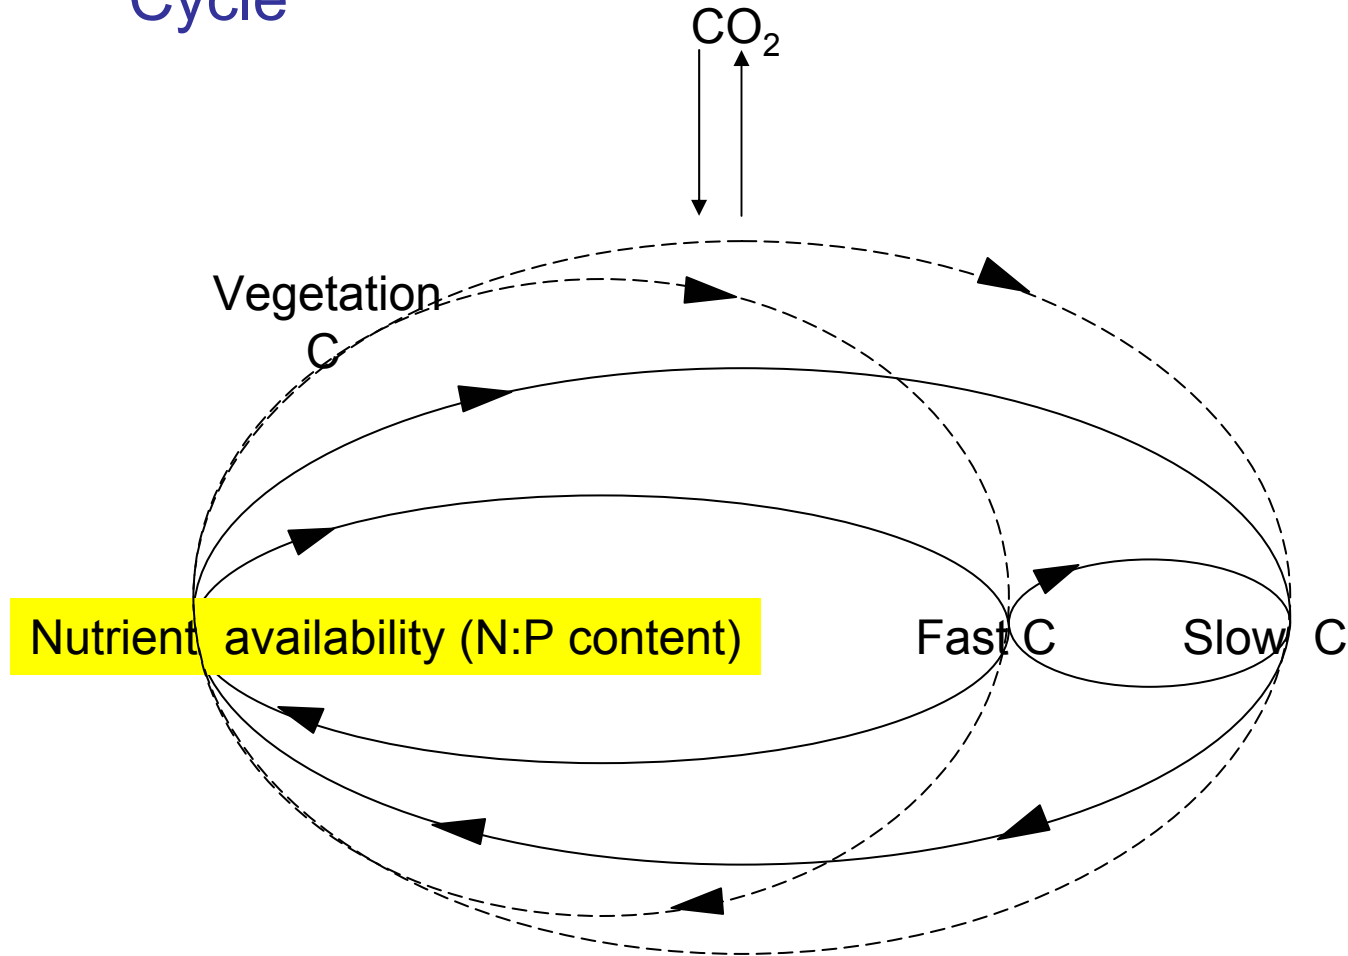 Cycle
CO₂
Vegetation
C
Nutrient availability (N:P content)
Fast C
Slow C